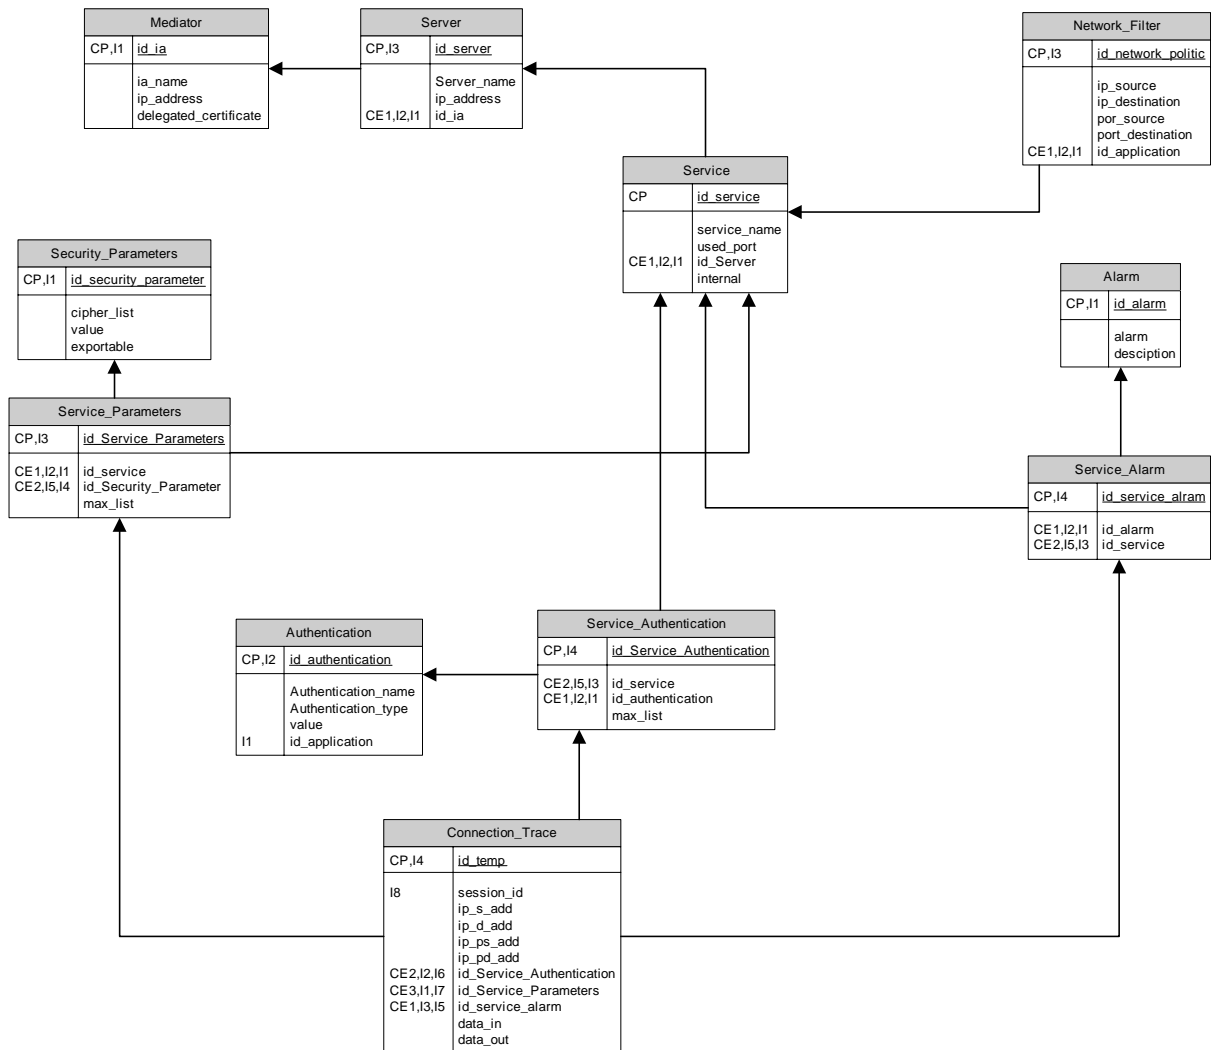 Mediator
CP,I1 id_ia
ia_name
ip_address
delegated_certificate
Server
CP,I3 id_server
Server_name
ip_address
CE1,I2,I1 id_ia
Network_Filter
CP,I3 id_network_politic
ip_source
ip_destination
por_source
port_destination
CE1,I2,I1 id_application
Service
CP id_service
service_name
used_port
CE1,I2,I1 id_Server
internal
Security_Parameters
CP,I1 id_security_parameter
cipher_list
value
exportable
Alarm
CP,I1 id_alarm
alarm
desciption
Service_Parameters
CP,I3 id_Service_Parameters
CE1,I2,I1 id_service
CE2,I5,I4 id_Security_Parameter
max_list
Service_Alarm
CP,I4 id_service_alram
CE1,I2,I1 id_alarm
CE2,I5,I3 id_service
Authentication
CP,I2 id_authentication
Authentication_name
Authentication_type
value
I1 id_application
Service_Authentication
CP,I4 id_Service_Authentication
CE2,I5,I3 id_service
CE1,I2,I1 id_authentication
max_list
Connection_Trace
CP,I4 id_temp
I8 session_id
ip_s_add
ip_d_add
ip_ps_add
ip_pd_add
CE2,I2,I6 id_Service_Authentication
CE3,I1,I7 id_Service_Parameters
CE1,I3,I5 id_service_alarm
data_in
data_out